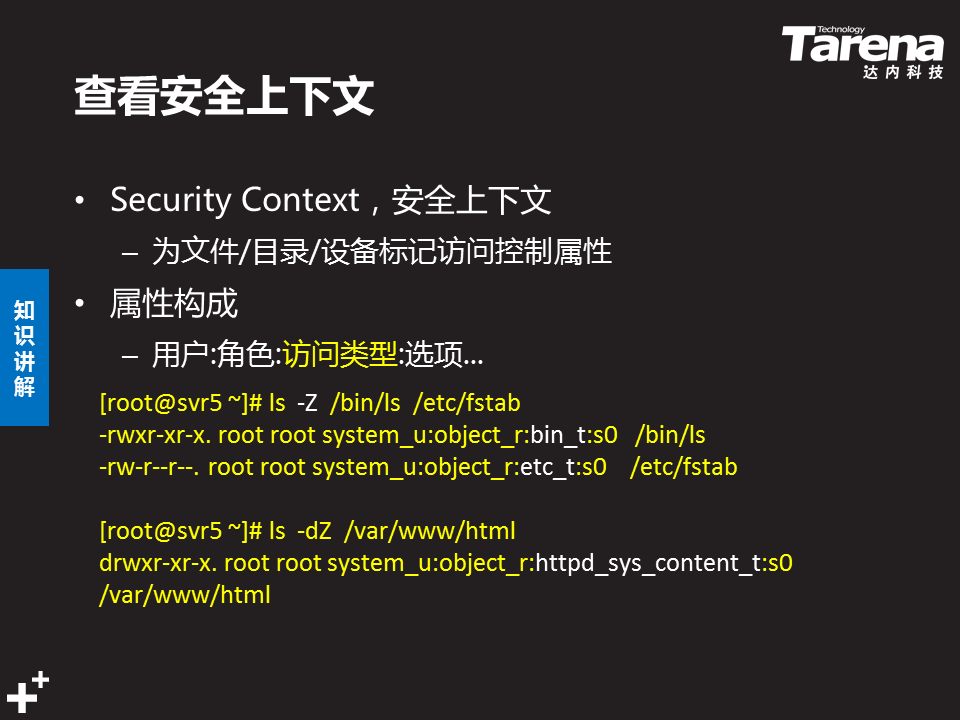 Technology
Tarena
达内科技
查看安全上下文
• Security Context，安全上下文
– 为文件/目录/设备标记访问控制属性
• 属性构成
– 用户:角色:访问类型:选项...
知识讲解
[root@svr5 ~]# ls -Z /bin/ls /etc/fstab
-rwxr-xr-x. root root system_u:object_r:bin_t:s0 /bin/ls
-rw-r--r--. root root system_u:object_r:etc_t:s0 /etc/fstab
[root@svr5 ~]# ls -dZ /var/www/html
drwxr-xr-x. root root system_u:object_r:httpd_sys_content_t:s0
/var/www/html